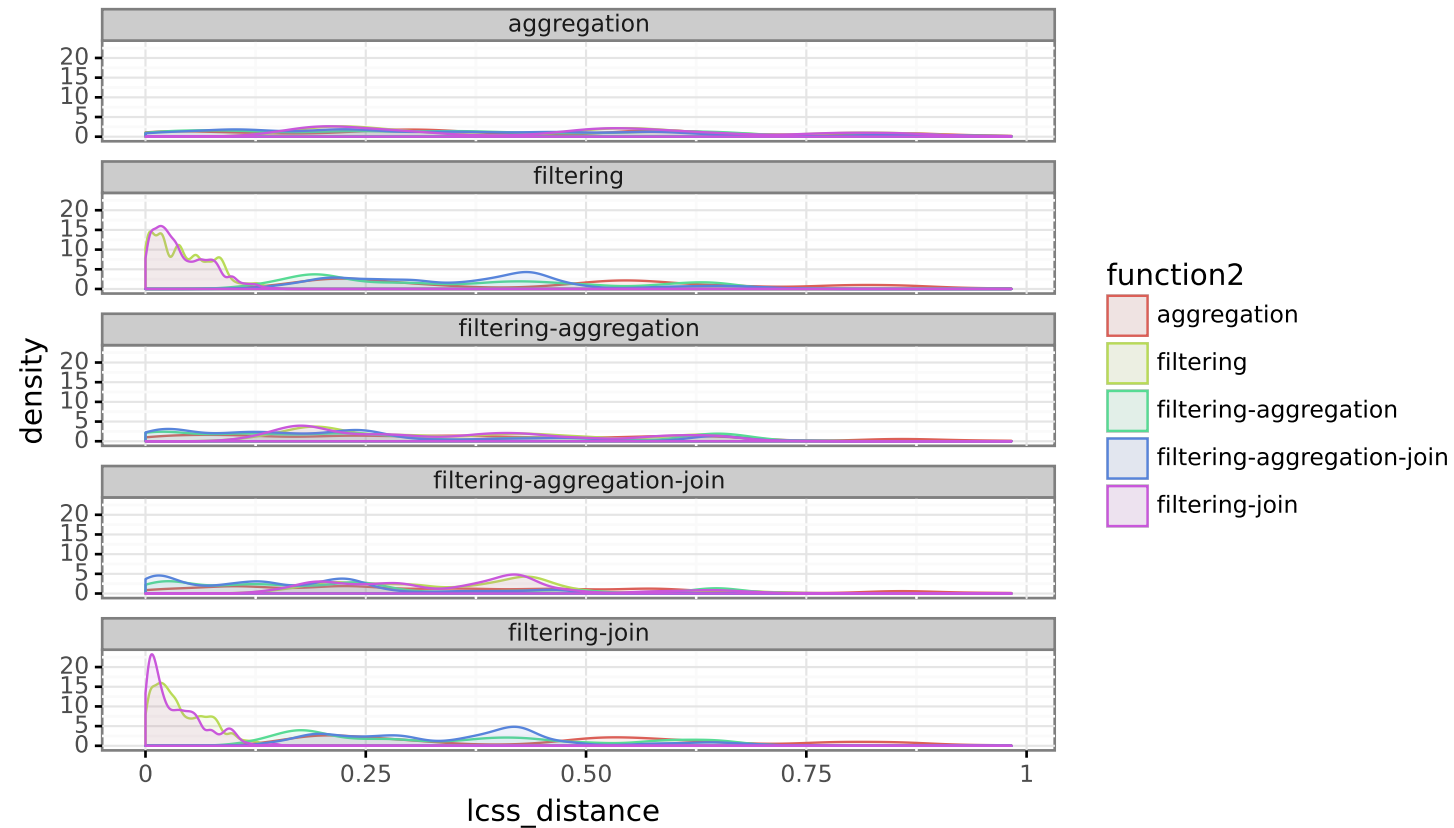 aggregation
20
15
10
5
0
filtering
20
15
10
5
0
filtering-aggregation
20
15
10
5
0
filtering-aggregation-join
20
15
10
5
0
filtering-join
20
15
10
5
0
0 0.25 0.50 0.75 1
lcss_distance
density
function2
aggregation
filtering
filtering-aggregation
filtering-aggregation-join
filtering-join